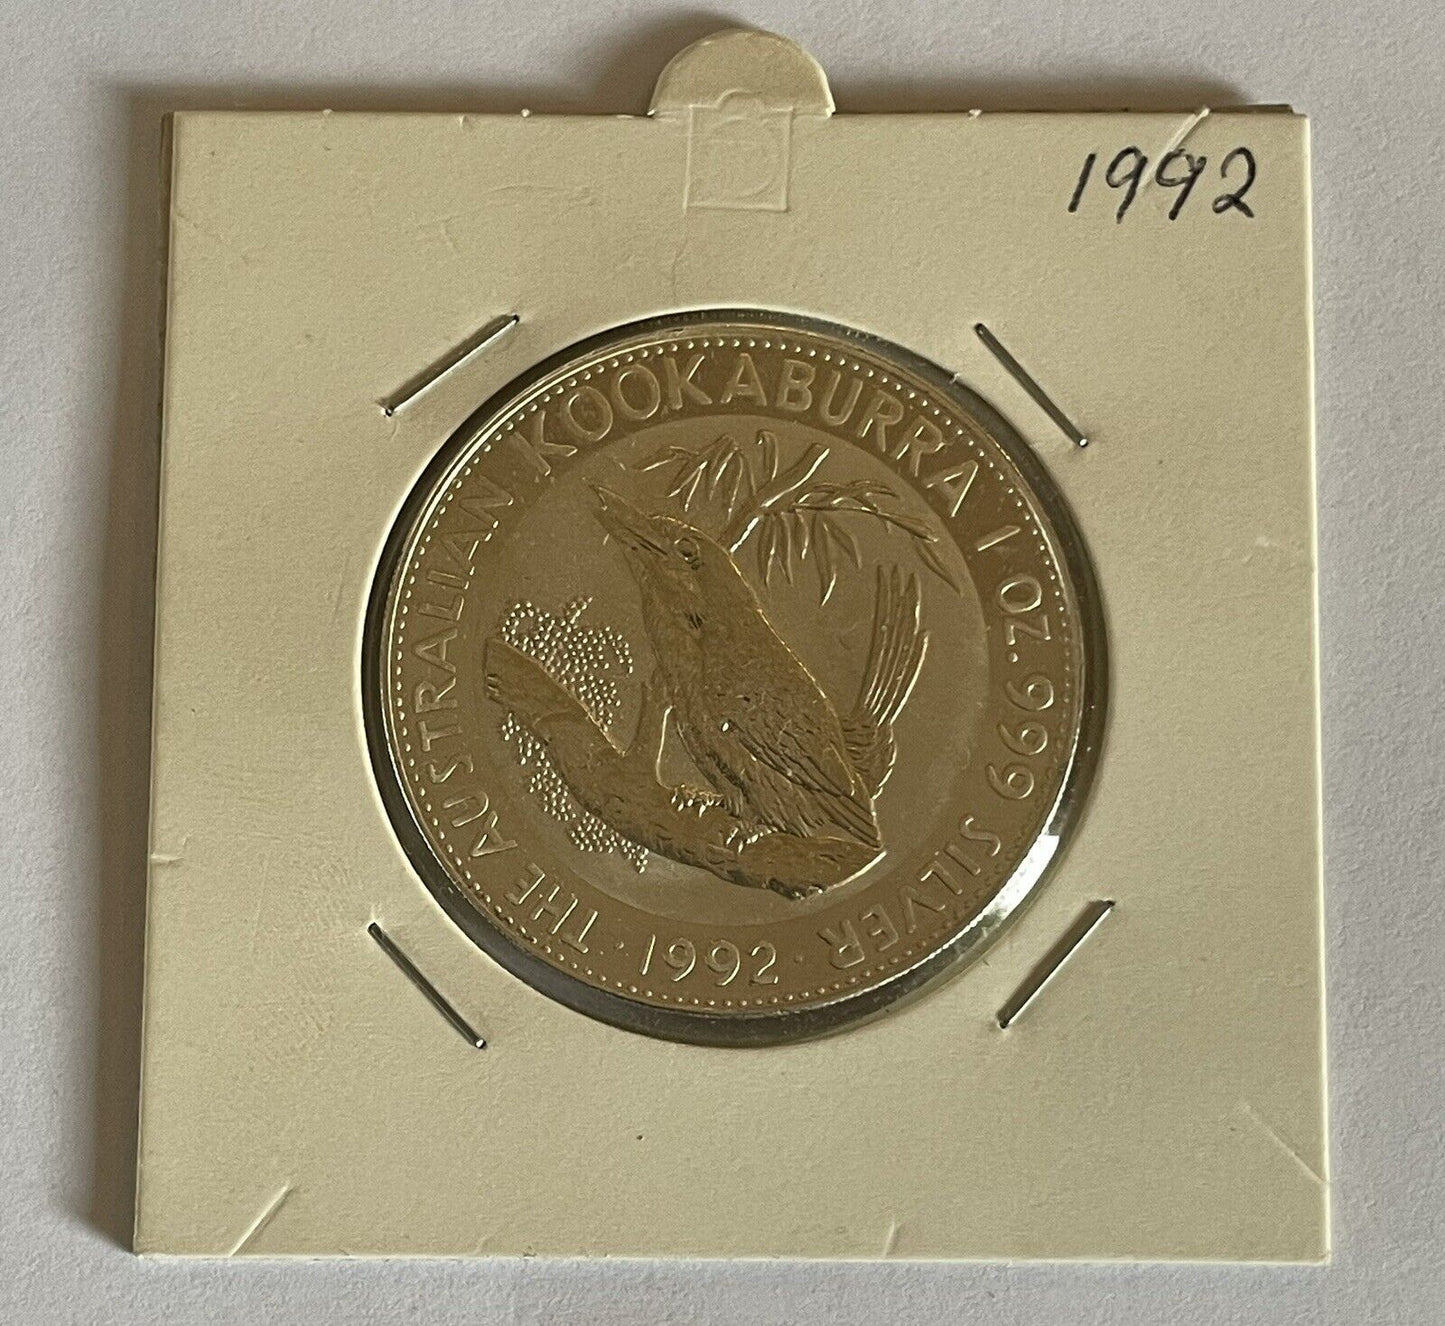 1992
THE AUSTRALIAN KOOKABURRA 1 OZ. 999 SILVER
· 1992 ·